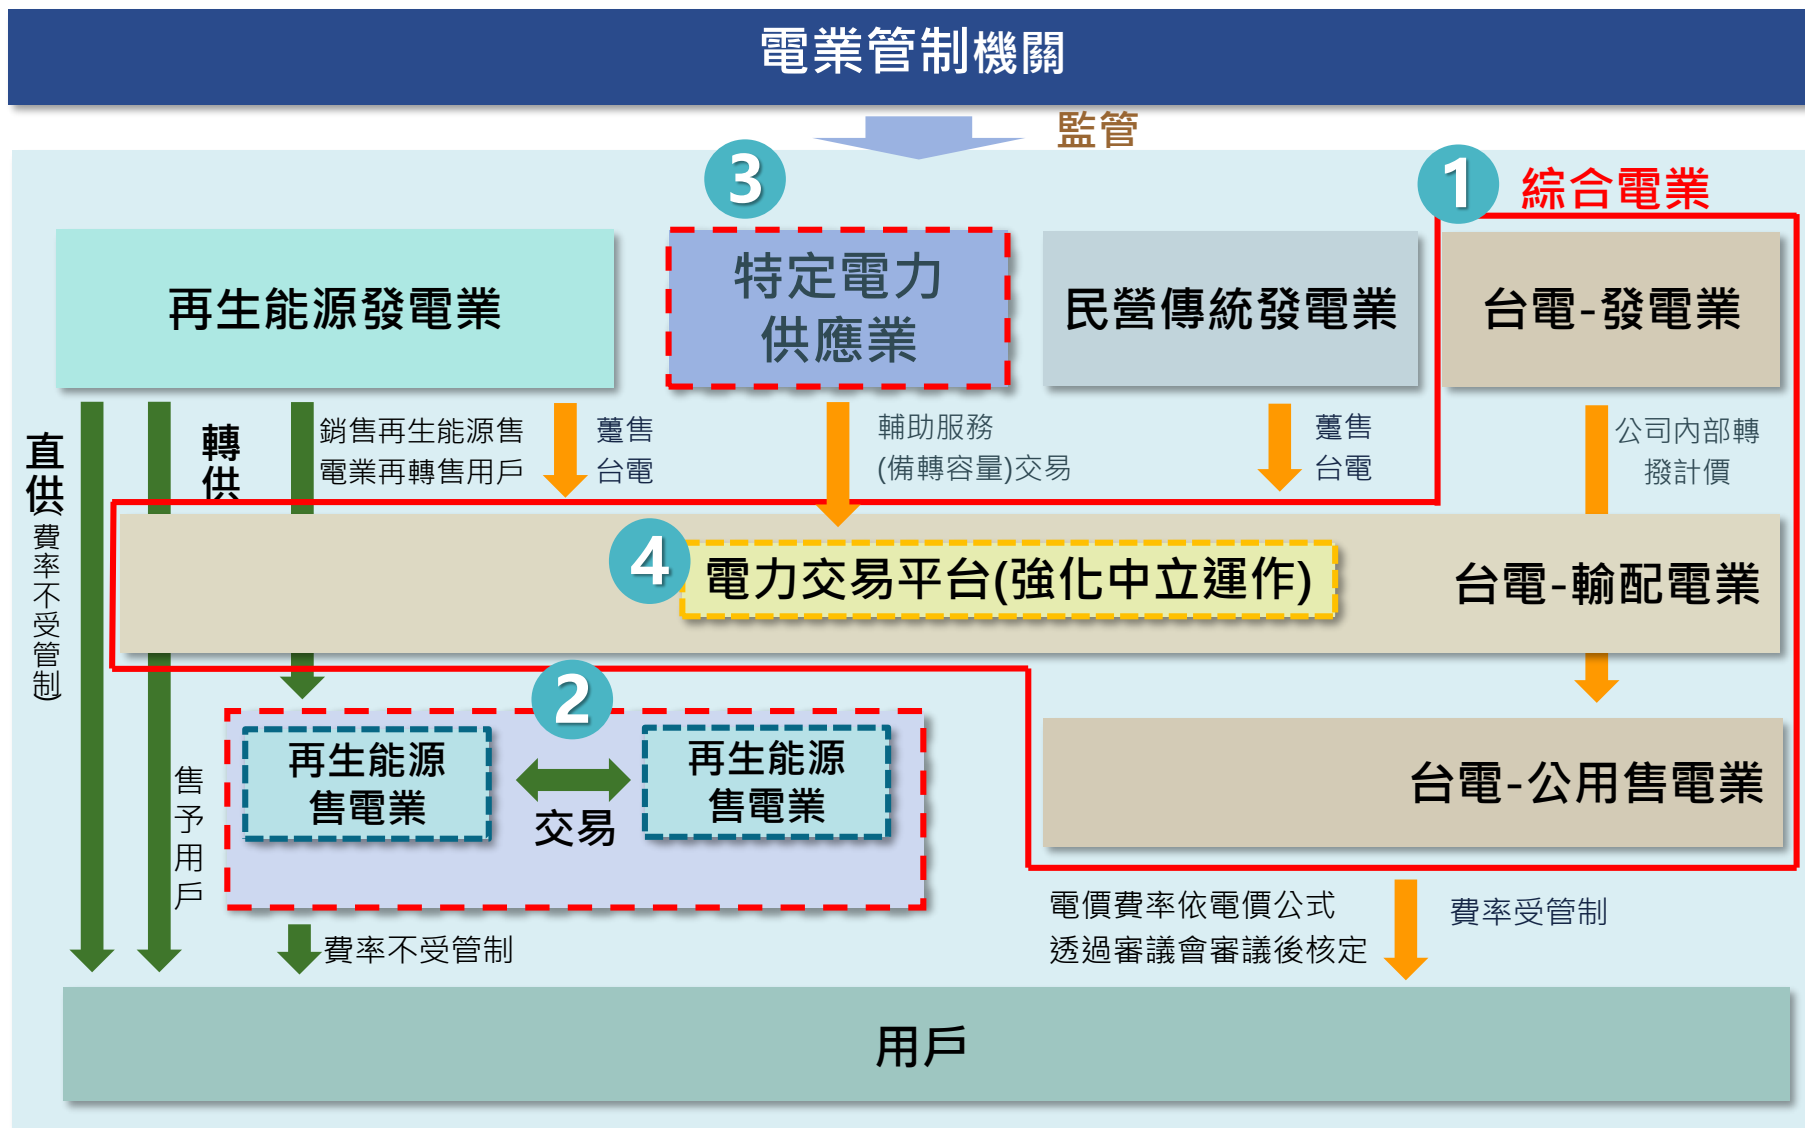 電業管制機關
監管
3
1
綜合電業
再生能源發電業
特定電力
供應業
民營傳統發電業
台電-發電業
直供(費率不受管制)
轉供
銷售再生能源售
電業再轉售用戶
躉售
台電
輔助服務
(備轉容量)交易
躉售
台電
公司內部轉
撥計價
4
電力交易平台(強化中立運作)
台電-輸配電業
2
再生能源
售電業
交易
再生能源
售電業
台電-公用售電業
售予用戶
費率不受管制
電價費率依電價公式
透過審議會審議後核定
費率受管制
用戶